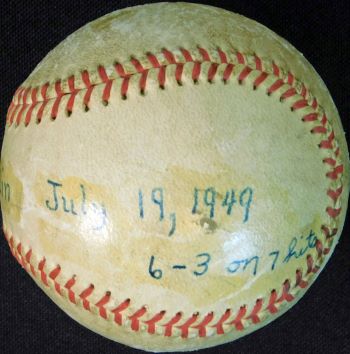 July 19, 1949
6-3 on 7 hits